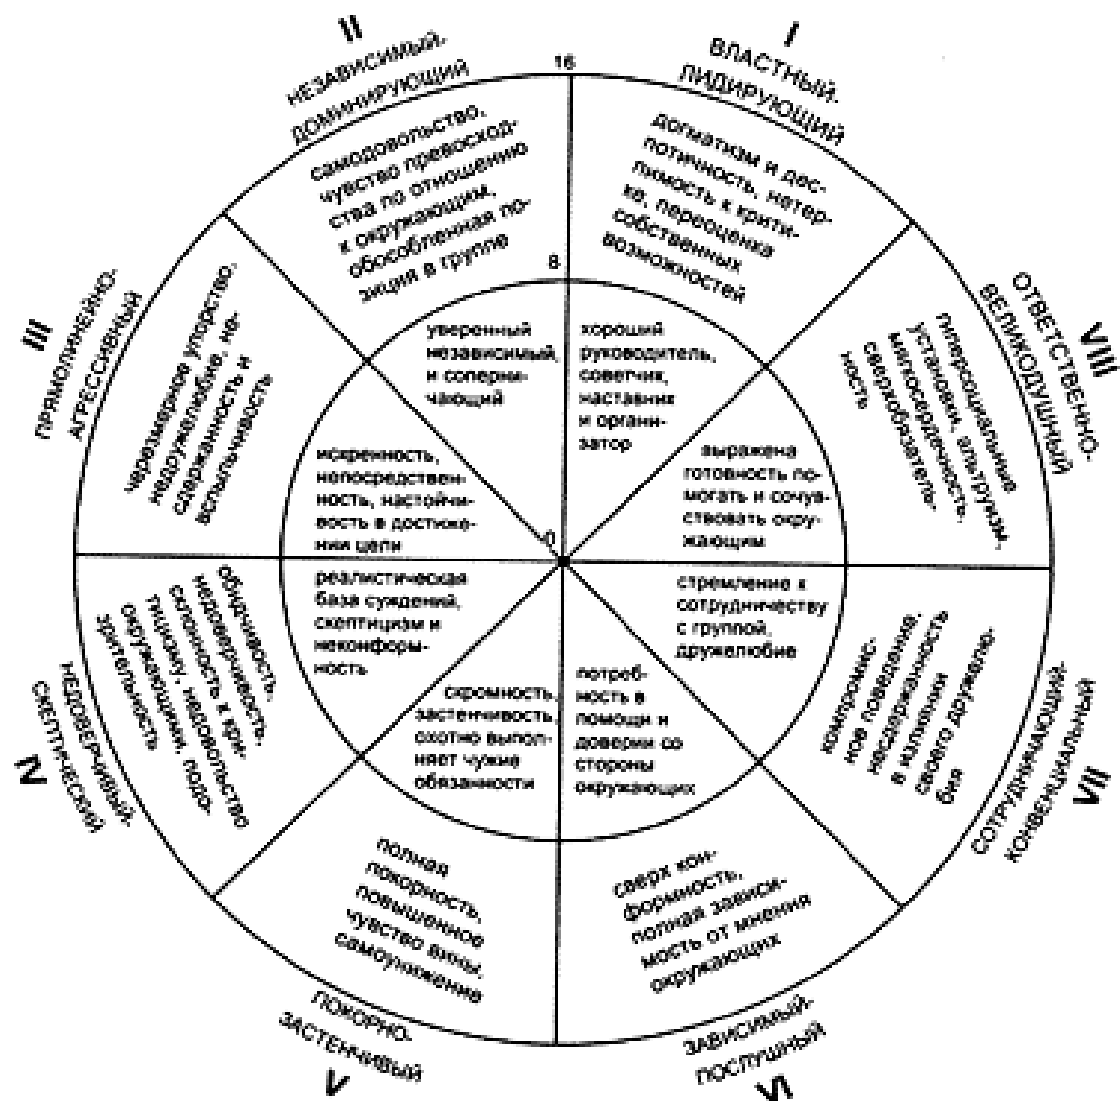 I
ВЛАСТНЫЙ-
ЛИДИРУЮЩИЙ
догматизм и дес-
потичность, нетер-
пимость к крити-
ке, переоценка
собственных
возможностей
хороший
руководитель,
советчик,
наставник
и органи-
затор
II
НЕЗАВИСИМЫЙ-
ДОМИНИРУЮЩИЙ
самодовольство,
чувство превосход-
ства по отношению
к окружающим,
обособленная по-
зиция в группе
уверенный
независимый,
и соперни-
чающий
16
8
0
III
ПРЯМОЛИНЕЙНО-
АГРЕССИВНЫЙ
черезмерное упорство,
недружелюбие, не-
сдержанность и
вспыльчивость
искренность,
непосредствен-
ность, настойчи-
вость в достиже-
нии цели
IV
НЕДОВЕРЧИВЫЙ-
СКЕПТИЧЕСКИЙ
обидчивость,
недоверчивость,
склонность к кри-
тицизму, недовольство
окружающими, подо-
зрительность
реалистическая
база суждений,
скептицизм и
неконформ-
ность
V
ПОКОРНО-
ЗАСТЕНЧИВЫЙ
полная
покорность,
повышенное
чувство вины,
самоунижение
скромность,
застенчивость,
охотно выпол-
няет чужие
обязанности
VI
ЗАВИСИМЫЙ-
ПОСЛУШНЫЙ
сверх кон-
формность,
полная зависи-
мость от мнения
окружающих
потреб-
ность в
помощи и
доверии со
стороны
окружающих
VII
СОТРУДНИЧАЮЩИЙ-
КОНВЕНЦИАЛЬНЫЙ
компромис-
ное поведения,
несдержанность
в излиянии
своего дружелю-
бия
стремление к
сотрудничеству
с группой,
дружелюбие
VIII
ОТВЕТСТВЕННО-
ВЕЛИКОДУШНЫЙ
гиперсоциальние
установки, альтруизм,
мягкосердечность,
сверхобязатель-
ность
выражена
готовность по-
могать и сочув-
ствовать окру-
жающим